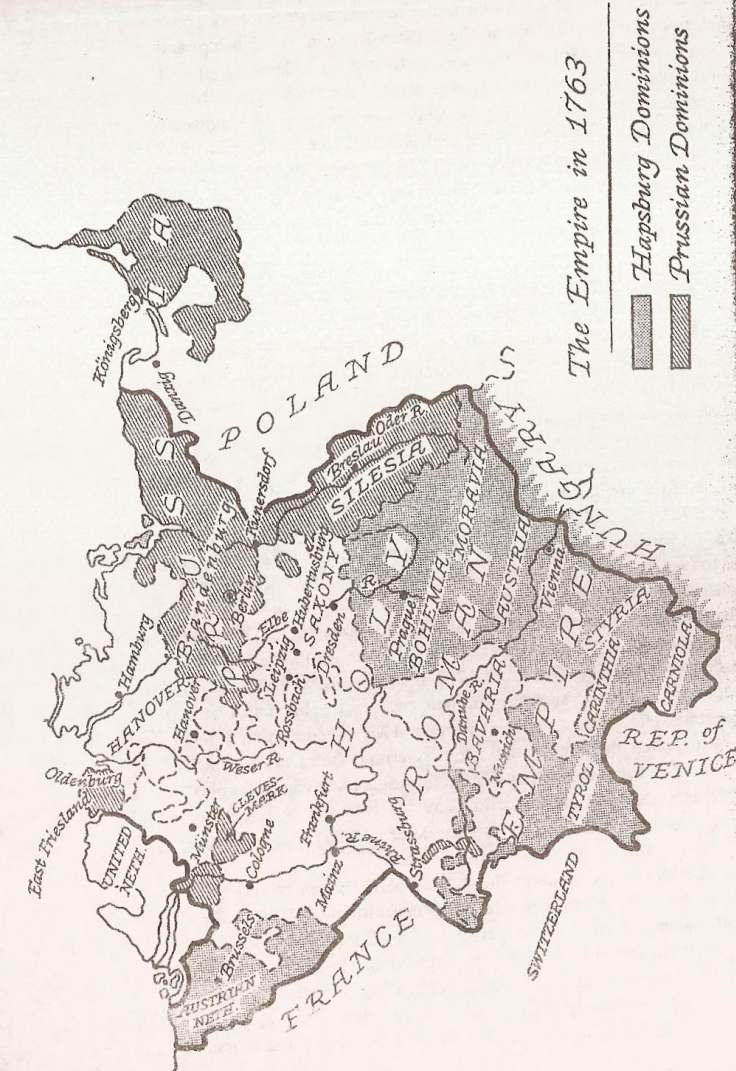 The Empire in 1763
Hapsburg Dominions
Prussian Dominions
PRUSSIA
Königsberg
Danzig
POLAND
Brandenburg
Berlin
Kunersdorf
Breslau
Oder R.
SILESIA
Hamburg
HANOVER
Hanover
Elbe
R.
Hubertusburg
SAXONY
Leipzig
Dresden
Rossbach
Weser R.
Oldenburg
East Friesland
UNITED
NETH.
Münster
CLEVES-
MARK
Cologne
Frankfurt
Mainz
Rhine R.
Strassburg
Brussels
AUSTRIAN
NETH.
FRANCE
HOLY
ROMAN
EMPIRE
Prague
BOHEMIA
MORAVIA
AUSTRIA
Vienna
HUNGARY
Danube R.
BAVARIA
Munich
STYRIA
CARINTHIA
CARNIOLA
TYROL
REP. of
VENICE
SWITZERLAND